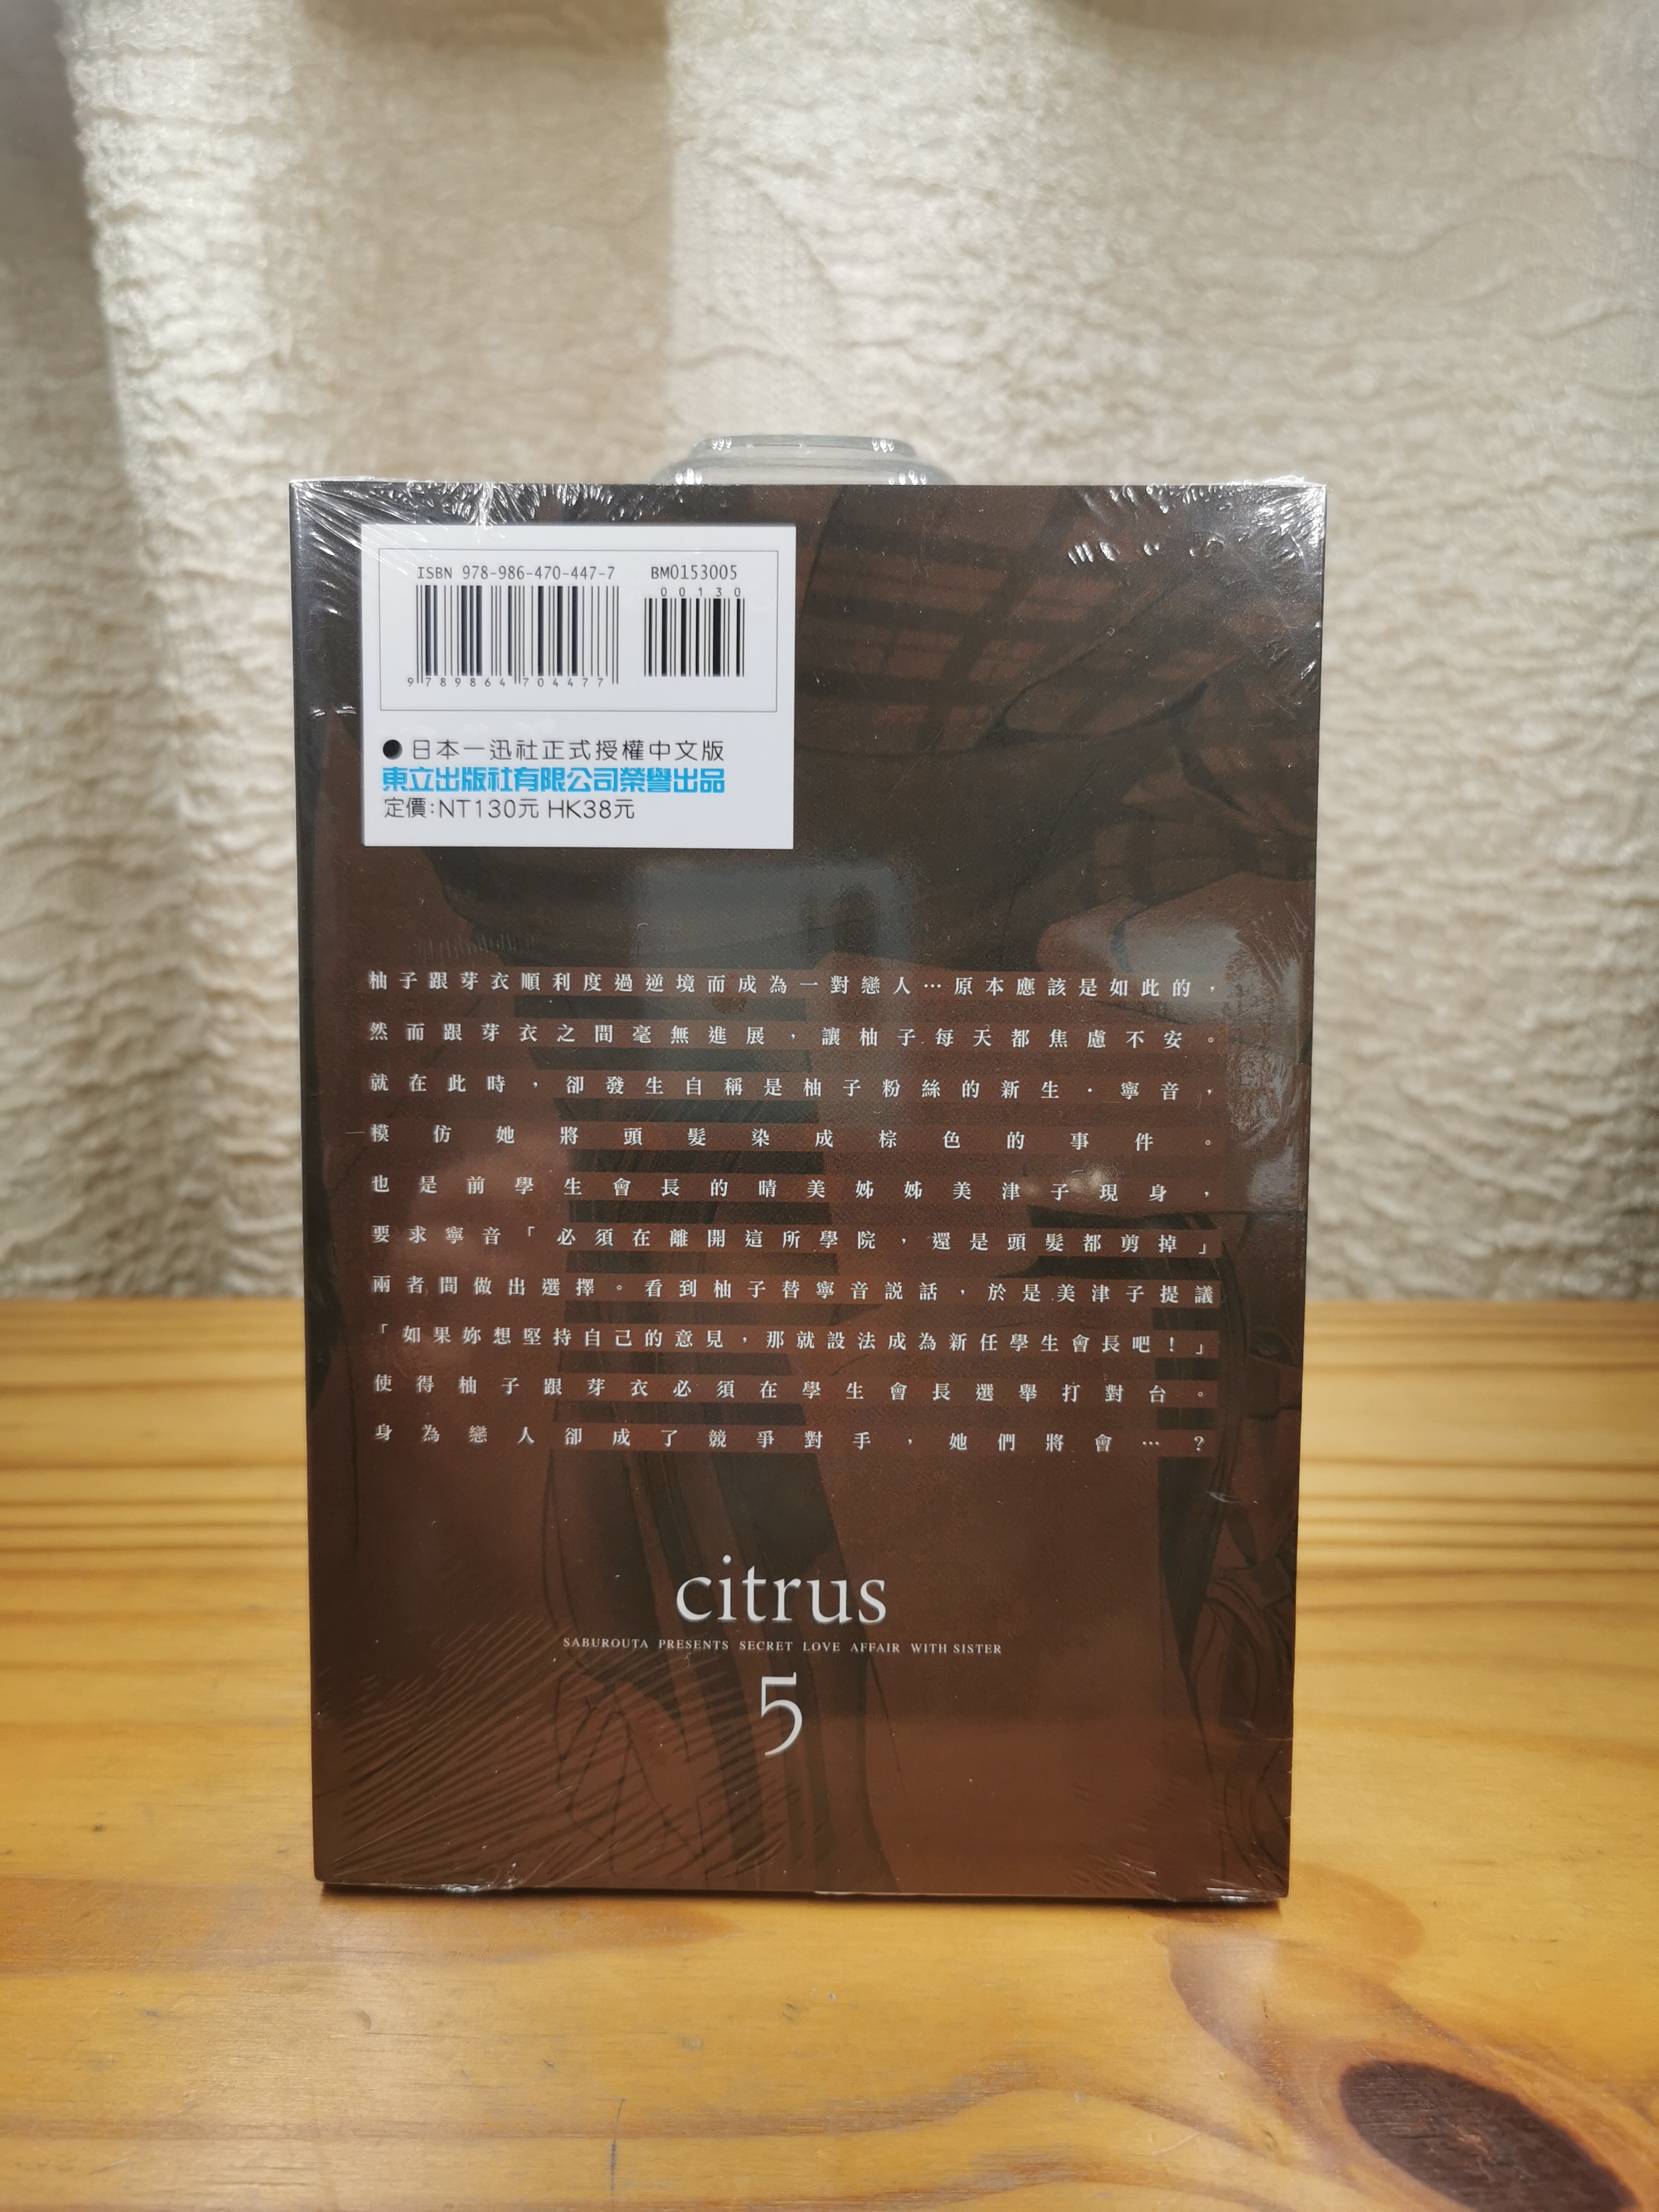 ISBN 978-986-470-447-7
BM0153005
00130
9 789864 704477
●日本一迅社正式授權中文版
東立出版社有限公司榮譽出品
定價:NT130元 HK38元
柚子跟芽衣順利度過逆境而成為一對戀人…原本應該是如此的，
然而跟芽衣之間毫無進展，讓柚子每天都焦慮不安。
就在此時，卻發生自稱是柚子粉絲的新生・寧音，
模仿她將頭髮染成棕色的事件。
也是前學生會長的晴美姊姊美津子現身，
要求寧音「必須在離開這所學院，還是頭髮都剪掉」
兩者間做出選擇。看到柚子替寧音說話，於是美津子提議
「如果妳想堅持自己的意見，那就設法成為新任學生會長吧！」
使得柚子跟芽衣必須在學生會長選舉打對台。
身為戀人卻成了競爭對手，她們將會…？
citrus
SABUROUTA PRESENTS SECRET LOVE AFFAIR WITH SISTER
5